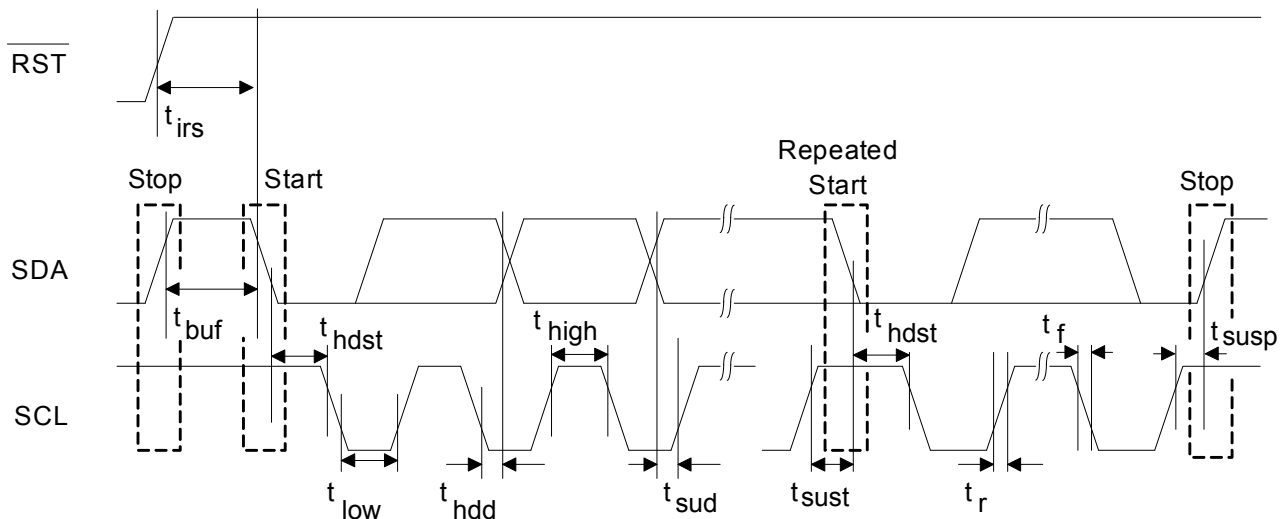 RST
t irs
Repeated
Stop Start Start Stop
SDA
t buf t hdst t high t hdst t f t susp
SCL
t low t hdd t sud t sust t r